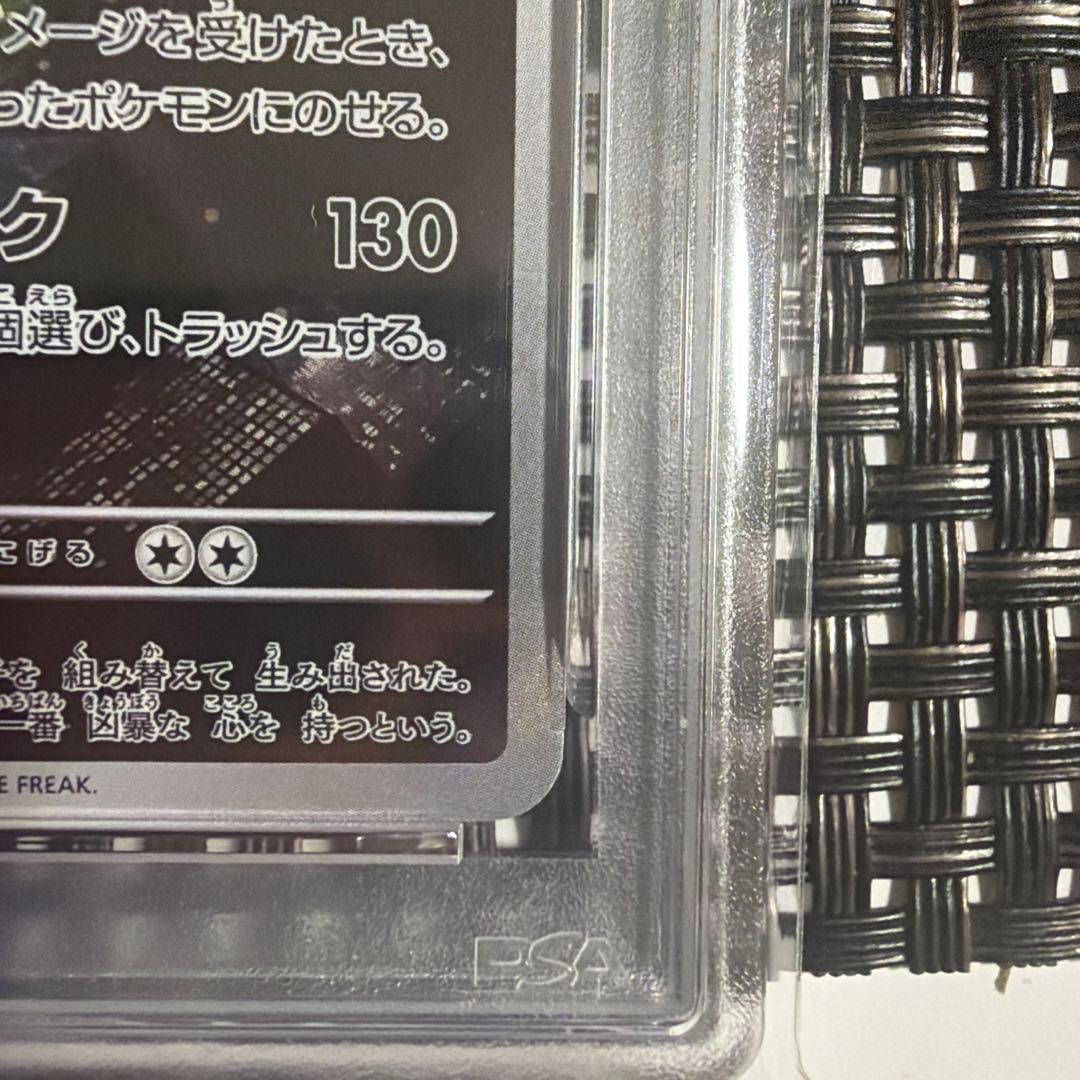 メージを受けたとき、
ったポケモンにのせる。
ク 130
個選び、トラッシュする。
にげる
を 組み替えて 生み出された。
一番 凶暴な 心を 持つという。
E FREAK.
PSA